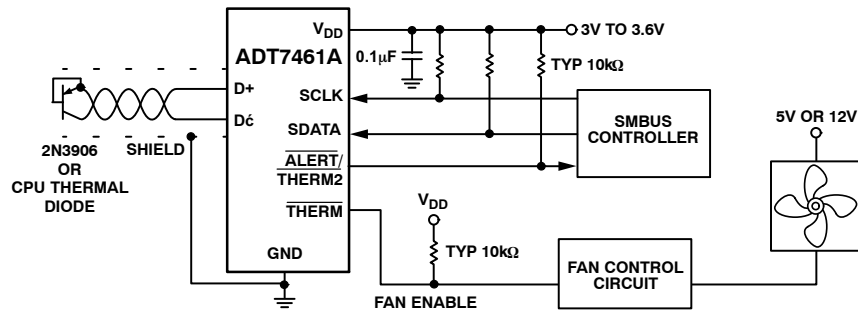 VDD
3V TO 3.6V
ADT7461A
0.1μF
TYP 10kΩ
D+
SCLK
Dć
SDATA
SMBUS
CONTROLLER
5V OR 12V
2N3906
OR
CPU THERMAL
DIODE
SHIELD
ALERT/
THERM2
THERM
VDD
TYP 10kΩ
GND
FAN CONTROL
CIRCUIT
FAN ENABLE